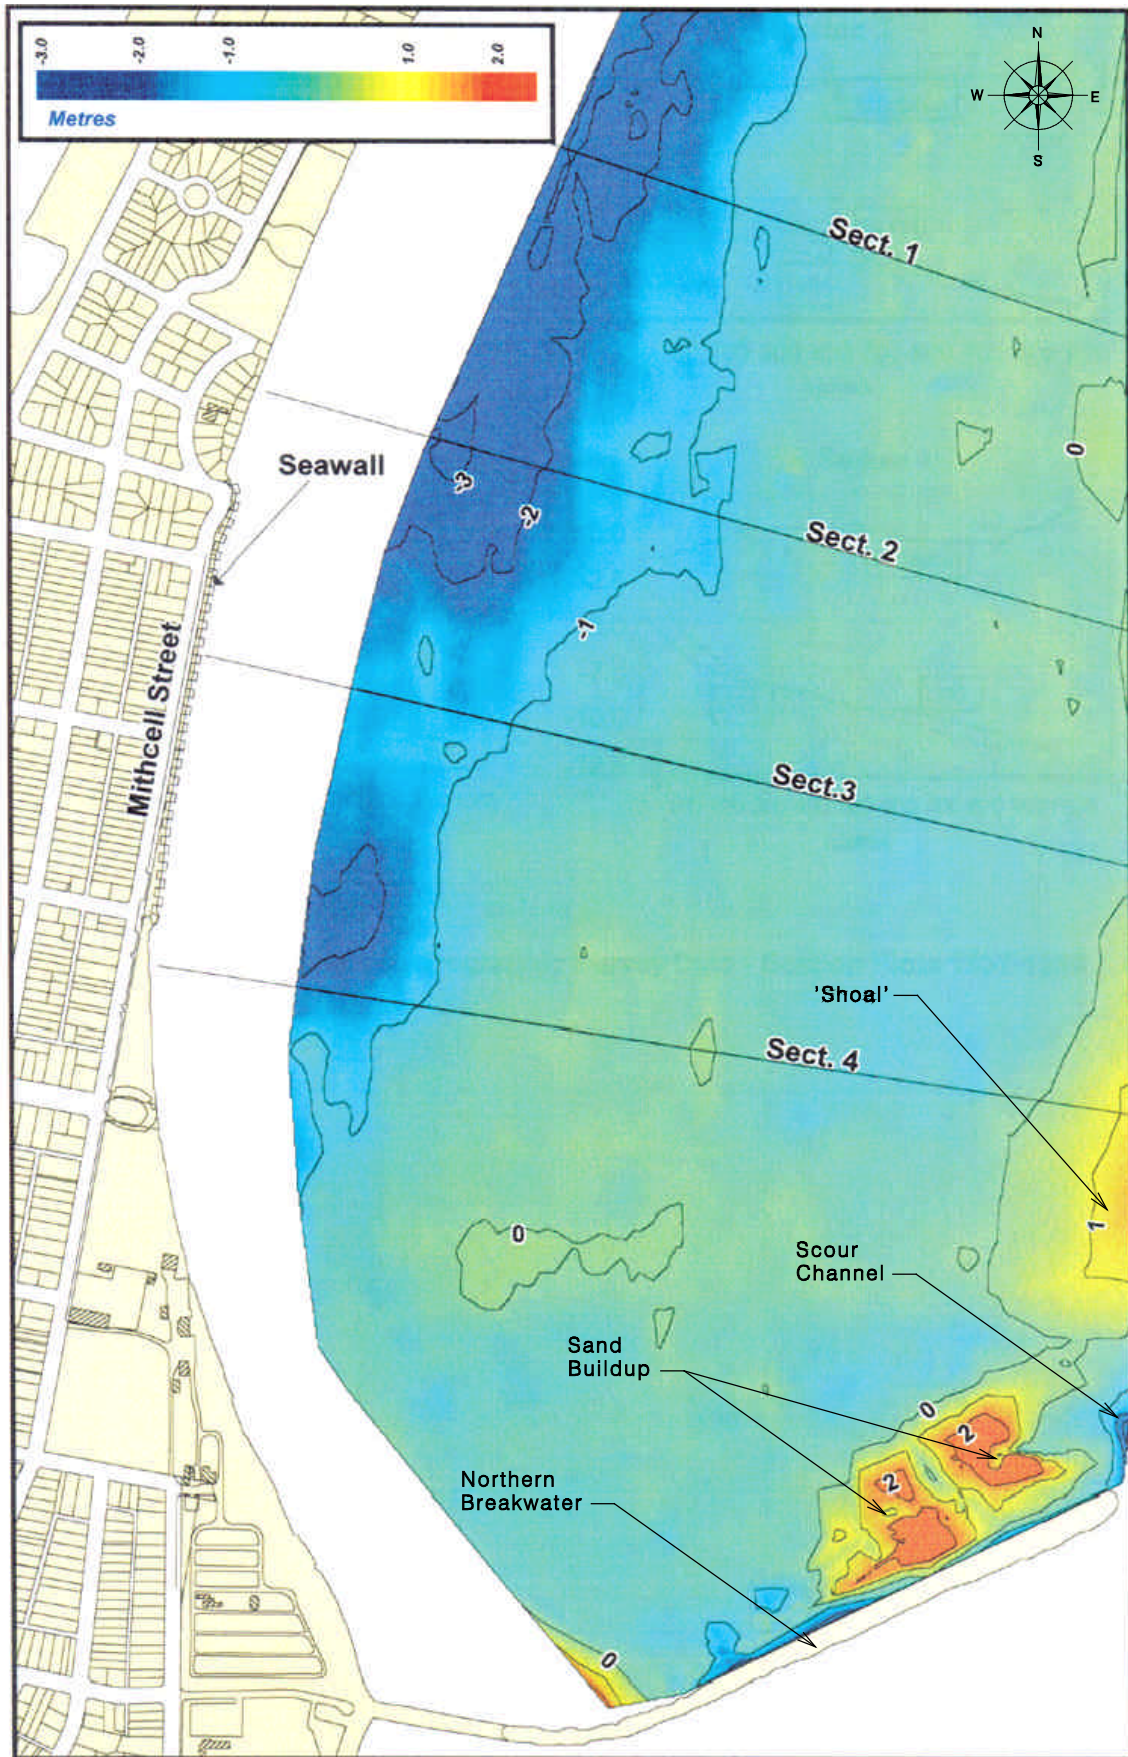 -3.0
-2.0
-1.0
1.0
2.0
Metres
N
W
E
S
Sect. 1
0
Seawall
-3
-2
Sect. 2
-1
Mithcell Street
Sect.3
'Shoal'
Sect. 4
1
0
Scour
Channel
Sand
Buildup
0
2
2
Northern
Breakwater
0